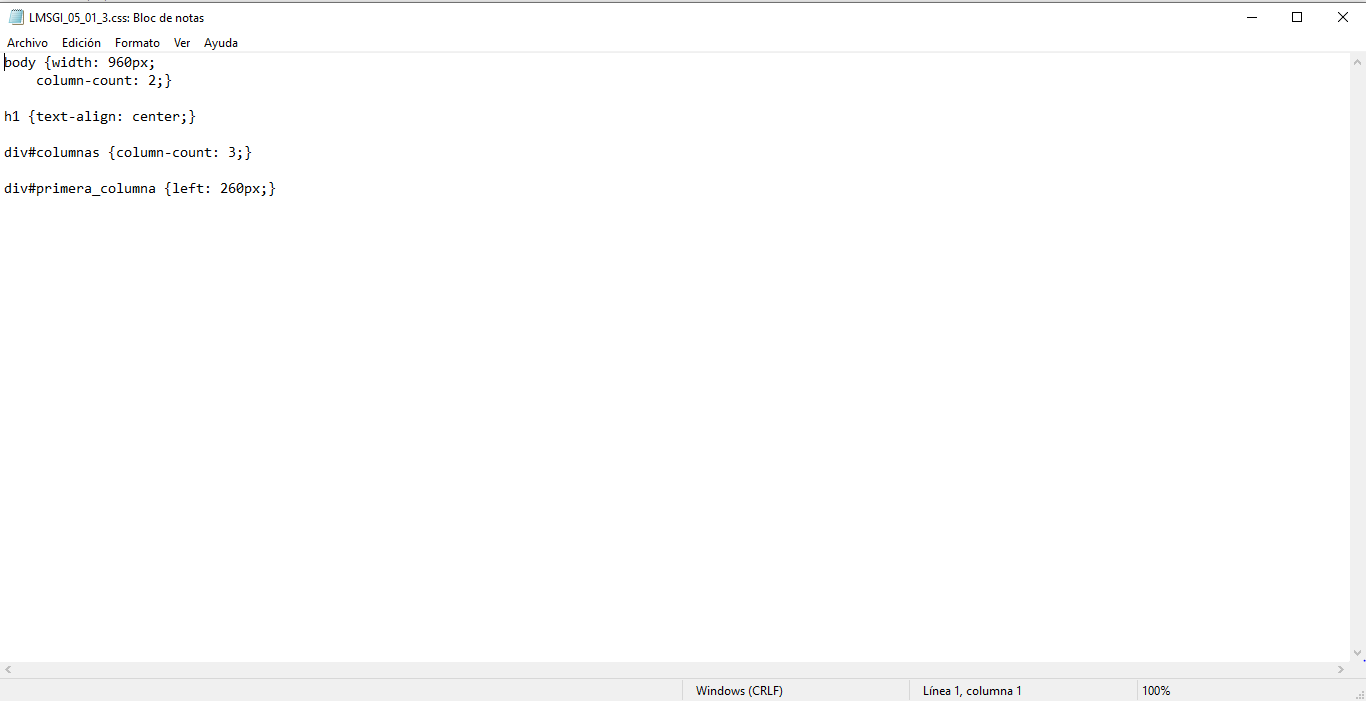 LMSGI_05_01_3.css: Bloc de notas
Archivo Edición Formato Ver Ayuda
body {width: 960px;
    column-count: 2;}

h1 {text-align: center;}

div#columnas {column-count: 3;}

div#primera_columna {left: 260px;}
Windows (CRLF) Línea 1, columna 1 100%